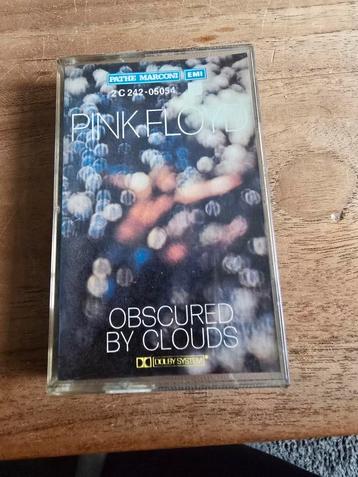 PATHE MARCONI EMI
2C 242-05054
PINK FLOYD
OBSCURED
BY CLOUDS
DOLBY SYSTEM